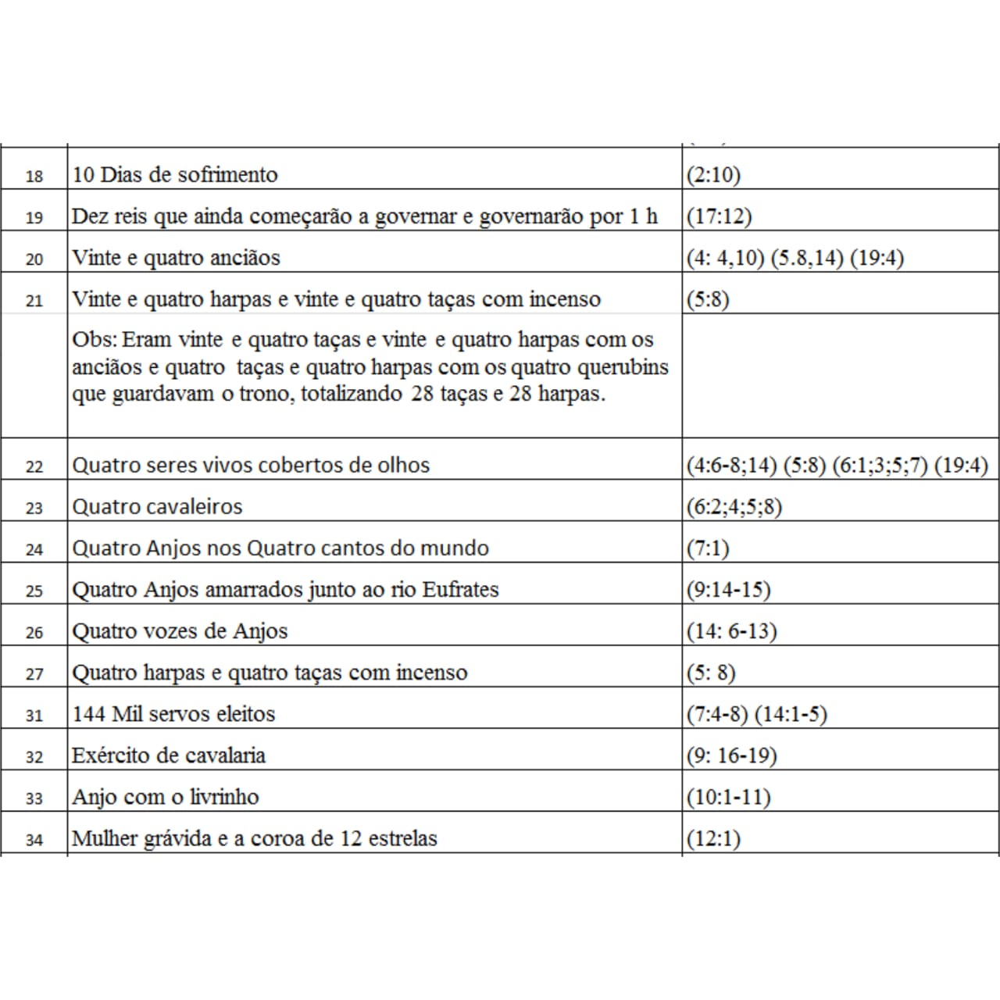 18 10 Dias de sofrimento (2:10)
19 Dez reis que ainda começarão a governar e governarão por 1 h (17:12)
20 Vinte e quatro anciãos (4: 4,10) (5.8,14) (19:4)
21 Vinte e quatro harpas e vinte e quatro taças com incenso (5:8)
Obs: Eram vinte e quatro taças e vinte e quatro harpas com os
anciãos e quatro taças e quatro harpas com os quatro querubins
que guardavam o trono, totalizando 28 taças e 28 harpas.
22 Quatro seres vivos cobertos de olhos (4:6-8;14) (5:8) (6:1;3;5;7) (19:4)
23 Quatro cavaleiros (6:2;4;5;8)
24 Quatro Anjos nos Quatro cantos do mundo (7:1)
25 Quatro Anjos amarrados junto ao rio Eufrates (9:14-15)
26 Quatro vozes de Anjos (14: 6-13)
27 Quatro harpas e quatro taças com incenso (5: 8)
31 144 Mil servos eleitos (7:4-8) (14:1-5)
32 Exército de cavalaria (9: 16-19)
33 Anjo com o livrinho (10:1-11)
34 Mulher grávida e a coroa de 12 estrelas (12:1)